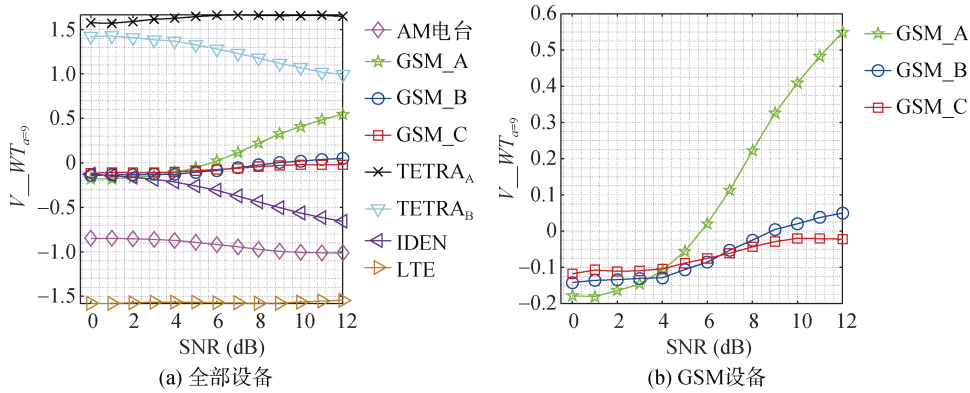 V__WT_{a=9}
1.5
1.0
0.5
0
−0.5
−1.0
−1.5
0 2 4 6 8 10 12
SNR (dB)
AM电台
GSM_A
GSM_B
GSM_C
TETRA_A
TETRA_B
IDEN
LTE
(a) 全部设备
V__WT_{a=9}
0.6
0.5
0.4
0.3
0.2
0.1
0
−0.1
−0.2
0 2 4 6 8 10 12
SNR (dB)
GSM_A
GSM_B
GSM_C
(b) GSM设备